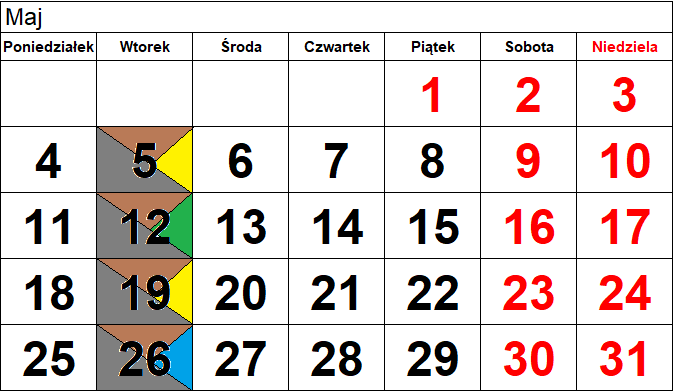 Maj
Poniedziałek Wtorek Środa Czwartek Piątek Sobota Niedziela
1 2 3
4 5 6 7 8 9 10
11 12 13 14 15 16 17
18 19 20 21 22 23 24
25 26 27 28 29 30 31